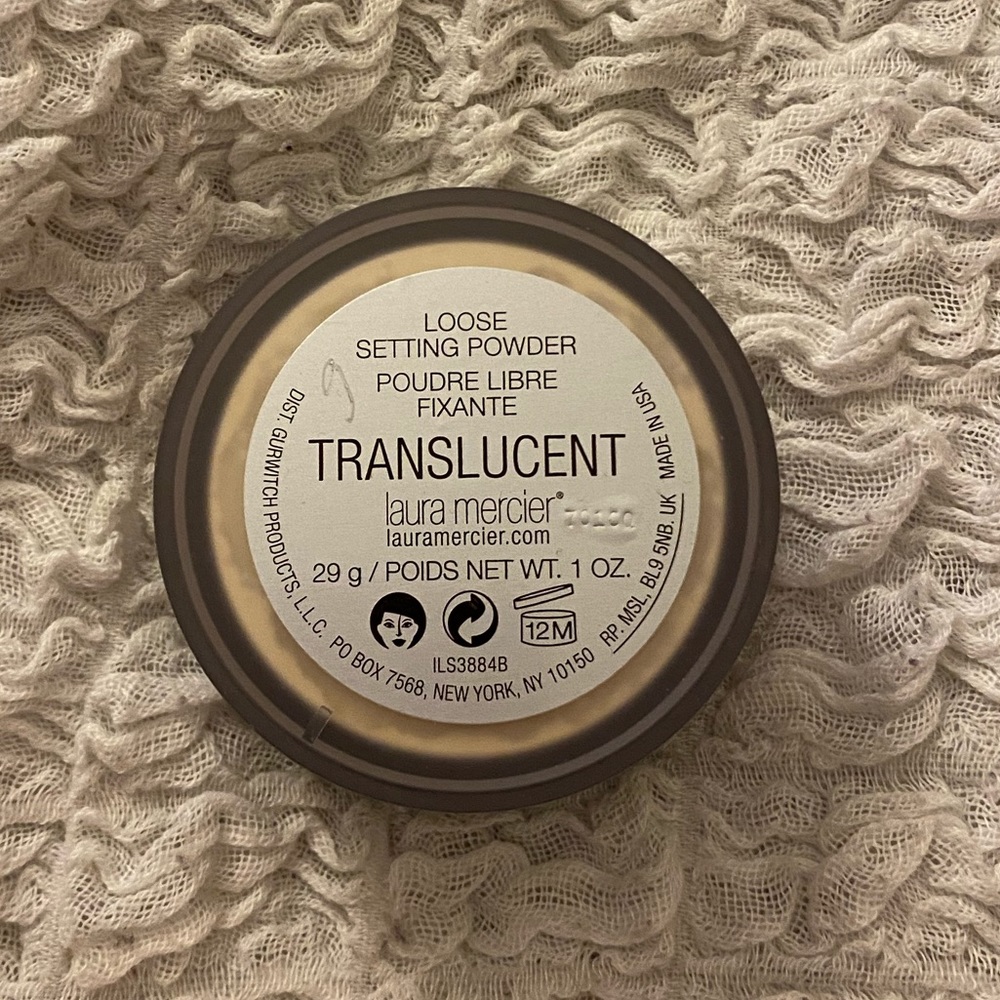 LOOSE
SETTING POWDER
POUDRE LIBRE
FIXANTE
TRANSLUCENT
laura mercier®
lauramercier.com
29 g / POIDS NET WT. 1 OZ.
12M
ILS3884B
DIST. GURWITCH PRODUCTS, L.L.C. PO BOX 7568, NEW YORK, NY 10150 RP. MSL, BL9 5NB. UK MADE IN USA